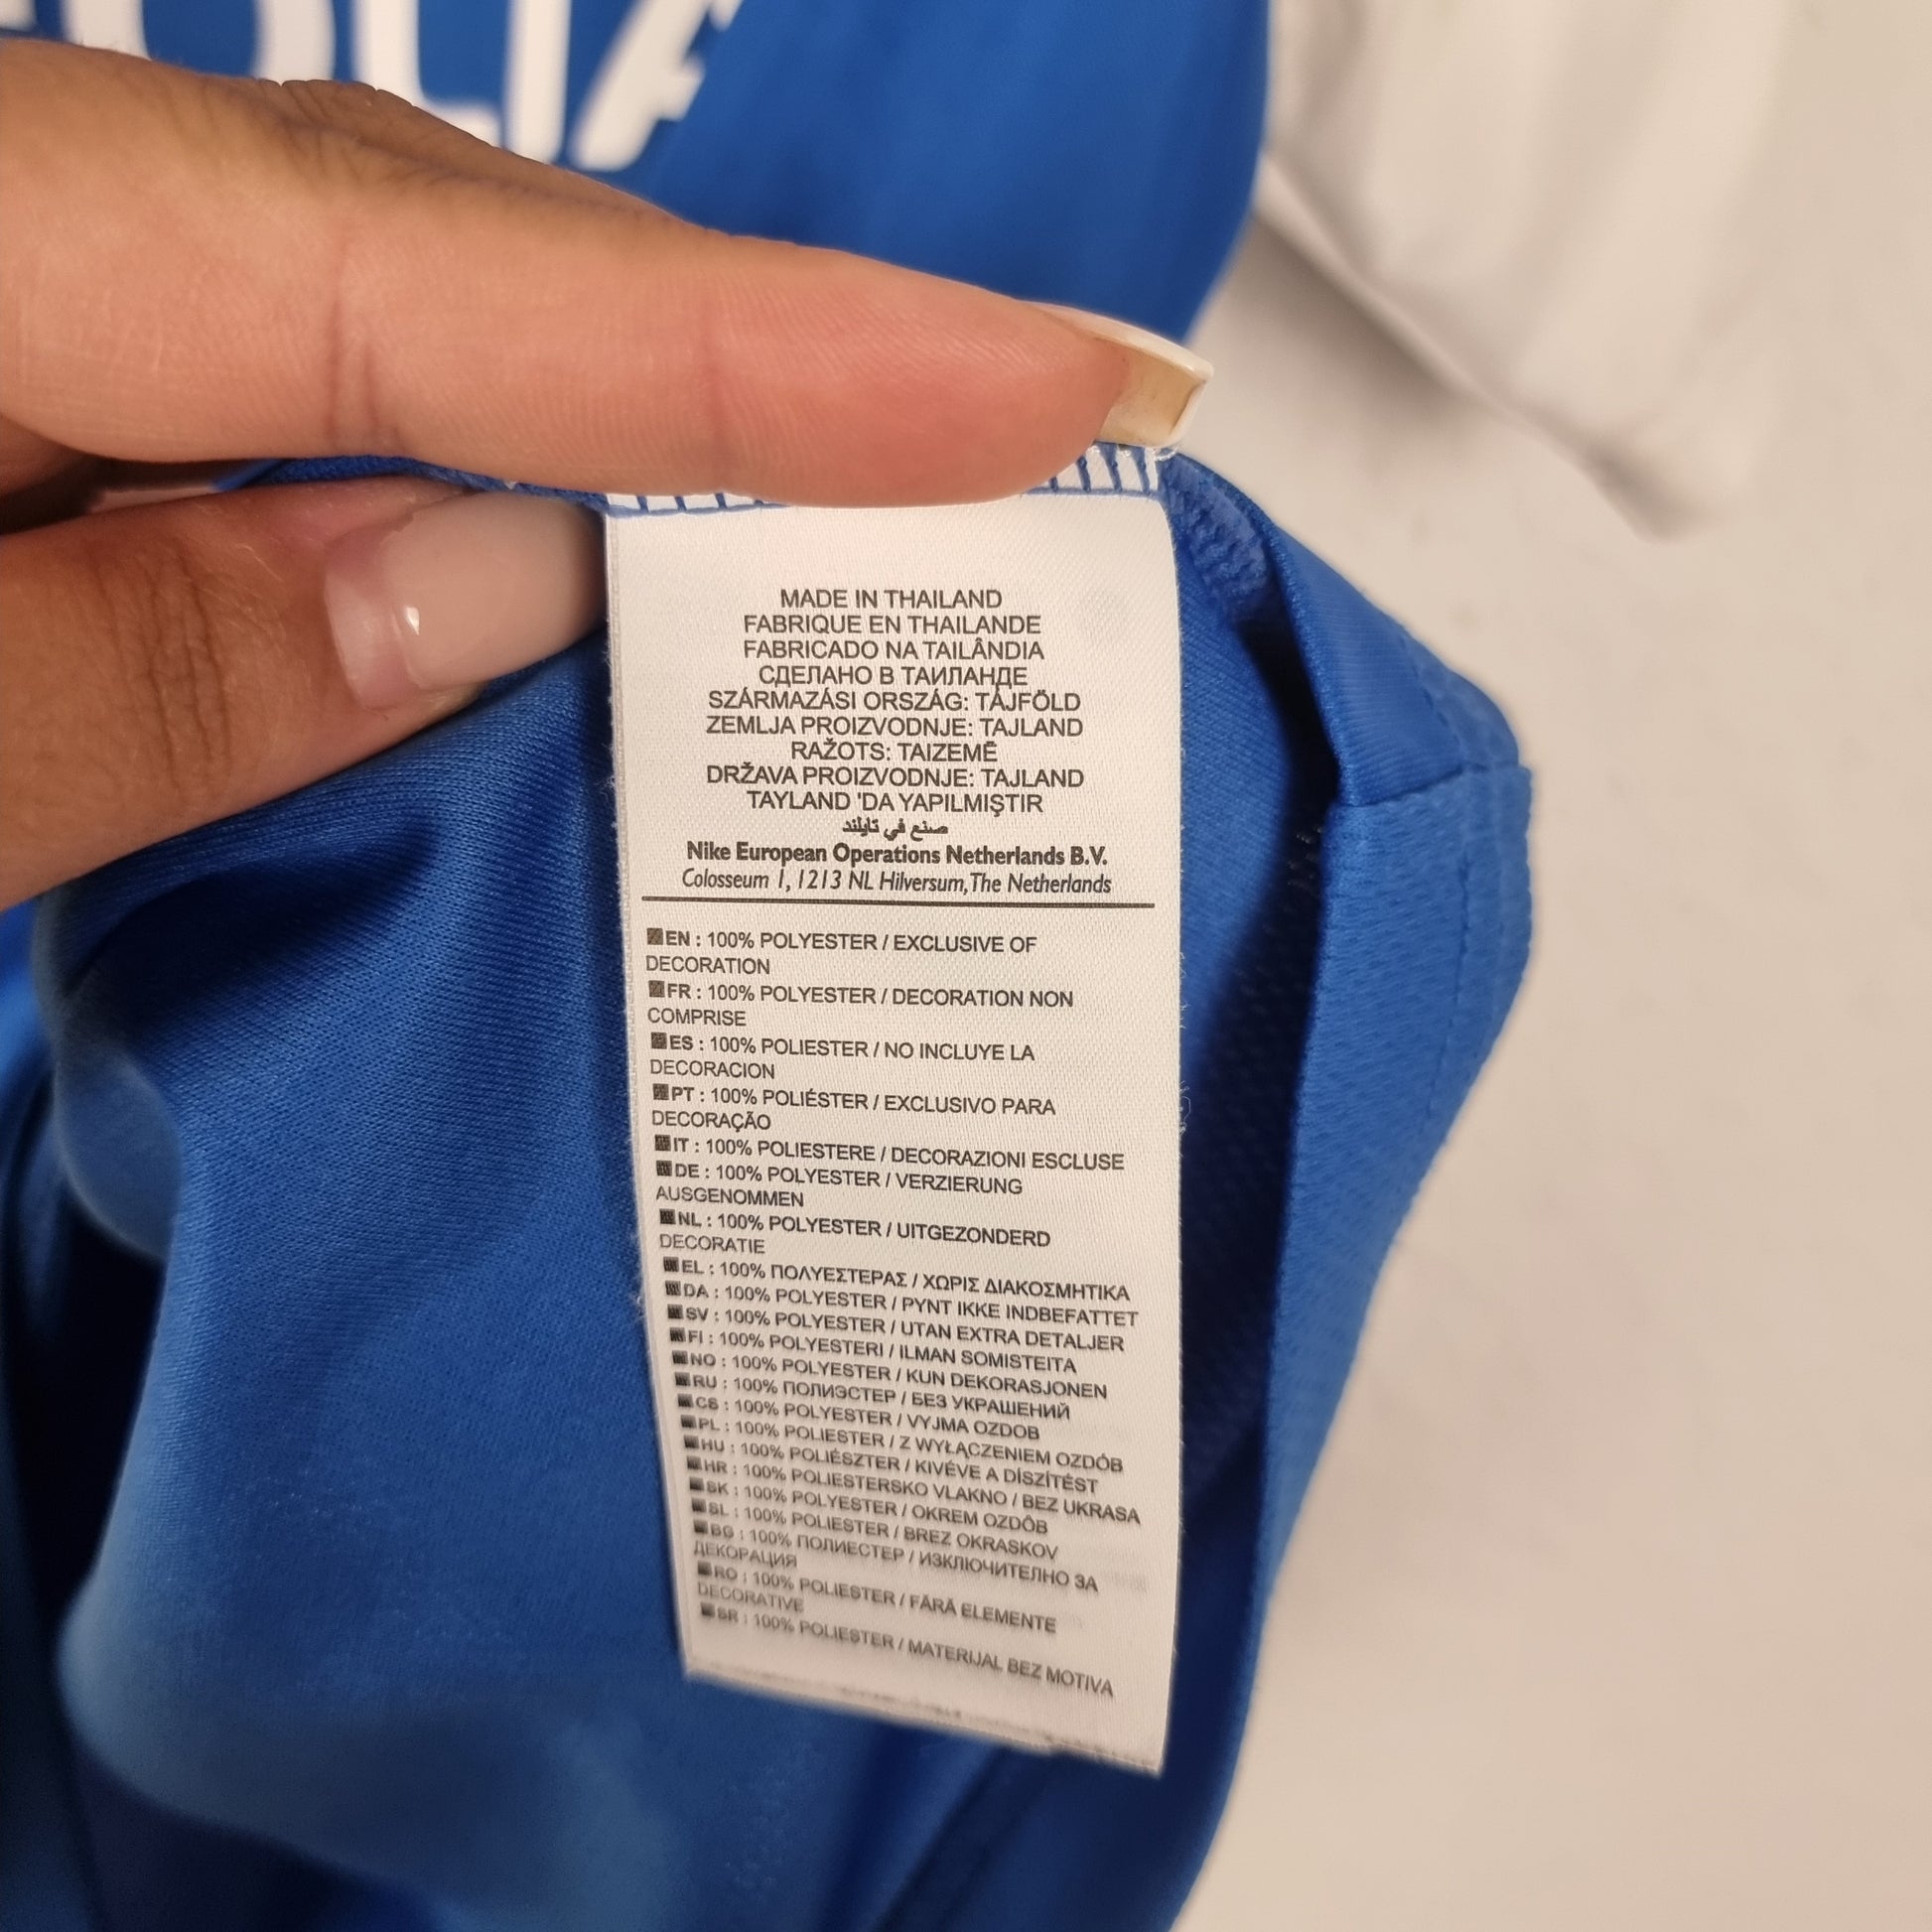 OLIA
MADE IN THAILAND
FABRIQUE EN THAILANDE
FABRICADO NA TAILÂNDIA
СДЕЛАНО В ТАИЛАНДЕ
SZÁRMAZÁSI ORSZÁG: TÁJFÖLD
ZEMLJA PROIZVODNJE: TAJLAND
RAŽOTS: TAIZEMĒ
DRŽAVA PROIZVODNJE: TAJLAND
TAYLAND 'DA YAPILMIŞTIR
صنع في تايلند
Nike European Operations Netherlands B.V.
Colosseum 1, 1213 NL Hilversum, The Netherlands
EN : 100% POLYESTER / EXCLUSIVE OF
DECORATION
FR : 100% POLYESTER / DECORATION NON
COMPRISE
ES : 100% POLIESTER / NO INCLUYE LA
DECORACION
PT : 100% POLIÉSTER / EXCLUSIVO PARA
DECORAÇÃO
IT : 100% POLIESTERE / DECORAZIONI ESCLUSE
DE : 100% POLYESTER / VERZIERUNG
AUSGENOMMEN
NL : 100% POLYESTER / UITGEZONDERD
DECORATIE
EL : 100% ΠΟΛΥΕΣΤΕΡΑΣ / ΧΩΡΙΣ ΔΙΑΚΟΣΜΗΤΙΚΑ
DA : 100% POLYESTER / PYNT IKKE INDBEFATTET
SV : 100% POLYESTER / UTAN EXTRA DETALJER
FI : 100% POLYESTERI / ILMAN SOMISTEITA
NO : 100% POLYESTER / KUN DEKORASJONEN
RU : 100% ПОЛИЭСТЕР / БЕЗ УКРАШЕНИЙ
CS : 100% POLYESTER / VYJMA OZDOB
PL : 100% POLIESTER / Z WYŁĄCZENIEM OZDÓB
HU : 100% POLIÉSZTER / KIVÉVE A DÍSZÍTÉST
HR : 100% POLIESTERSKO VLAKNO / BEZ UKRASA
SK : 100% POLYESTER / OKREM OZDÔB
SL : 100% POLIESTER / BREZ OKRASKOV
BG : 100% ПОЛИЕСТЕР / ИЗКЛЮЧИТЕЛНО ЗА
ДЕКОРАЦИЯ
RO : 100% POLIESTER / FĂRĂ ELEMENTE
DECORATIVE
SR : 100% POLIESTER / MATERIJAL BEZ MOTIVA